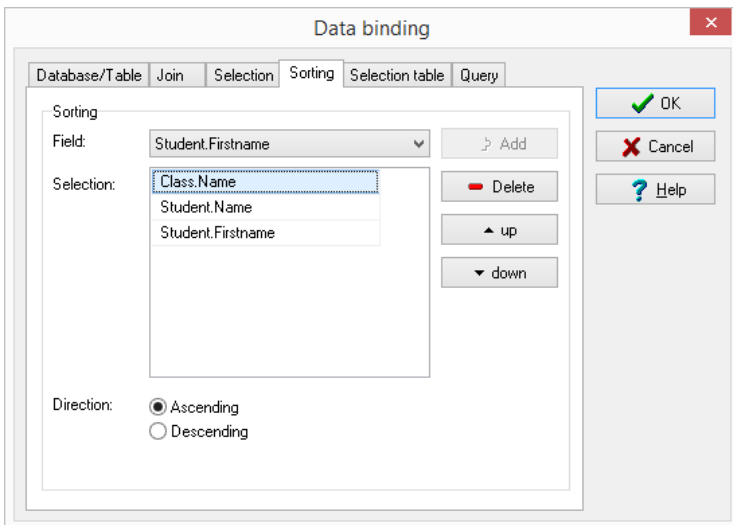 Data binding
Database/Table Join Selection Sorting Selection table Query
Sorting
Field: Student.Firstname Add
Selection: Class.Name Delete
Student.Name
Student.Firstname up
down
Direction: Ascending
Descending
OK
Cancel
? Help